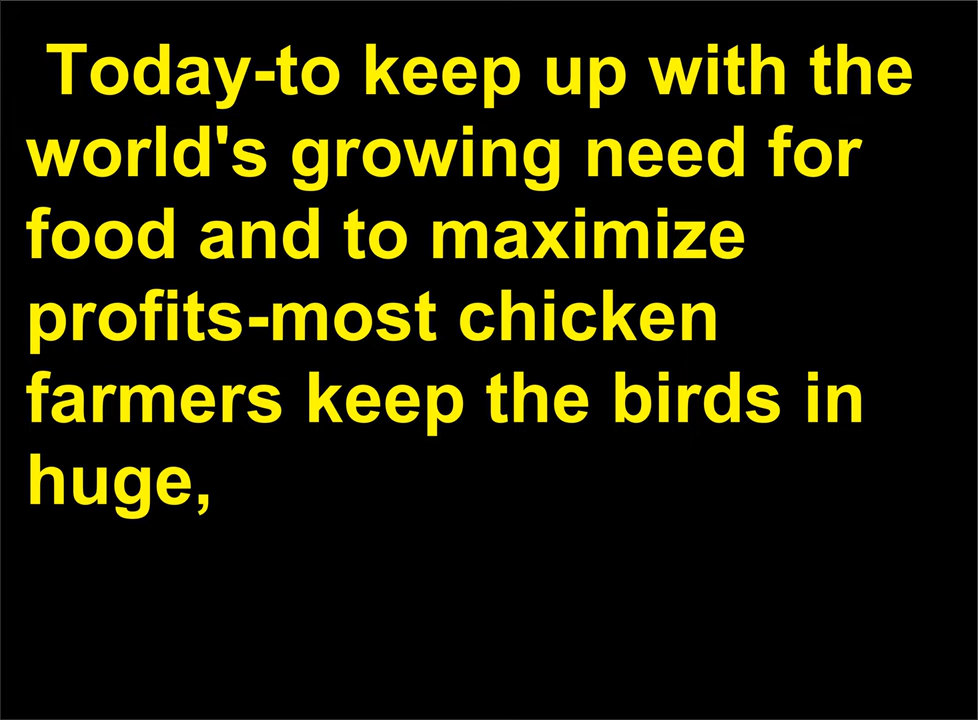 Today-to keep up with the
world's growing need for
food and to maximize
profits-most chicken
farmers keep the birds in
huge,